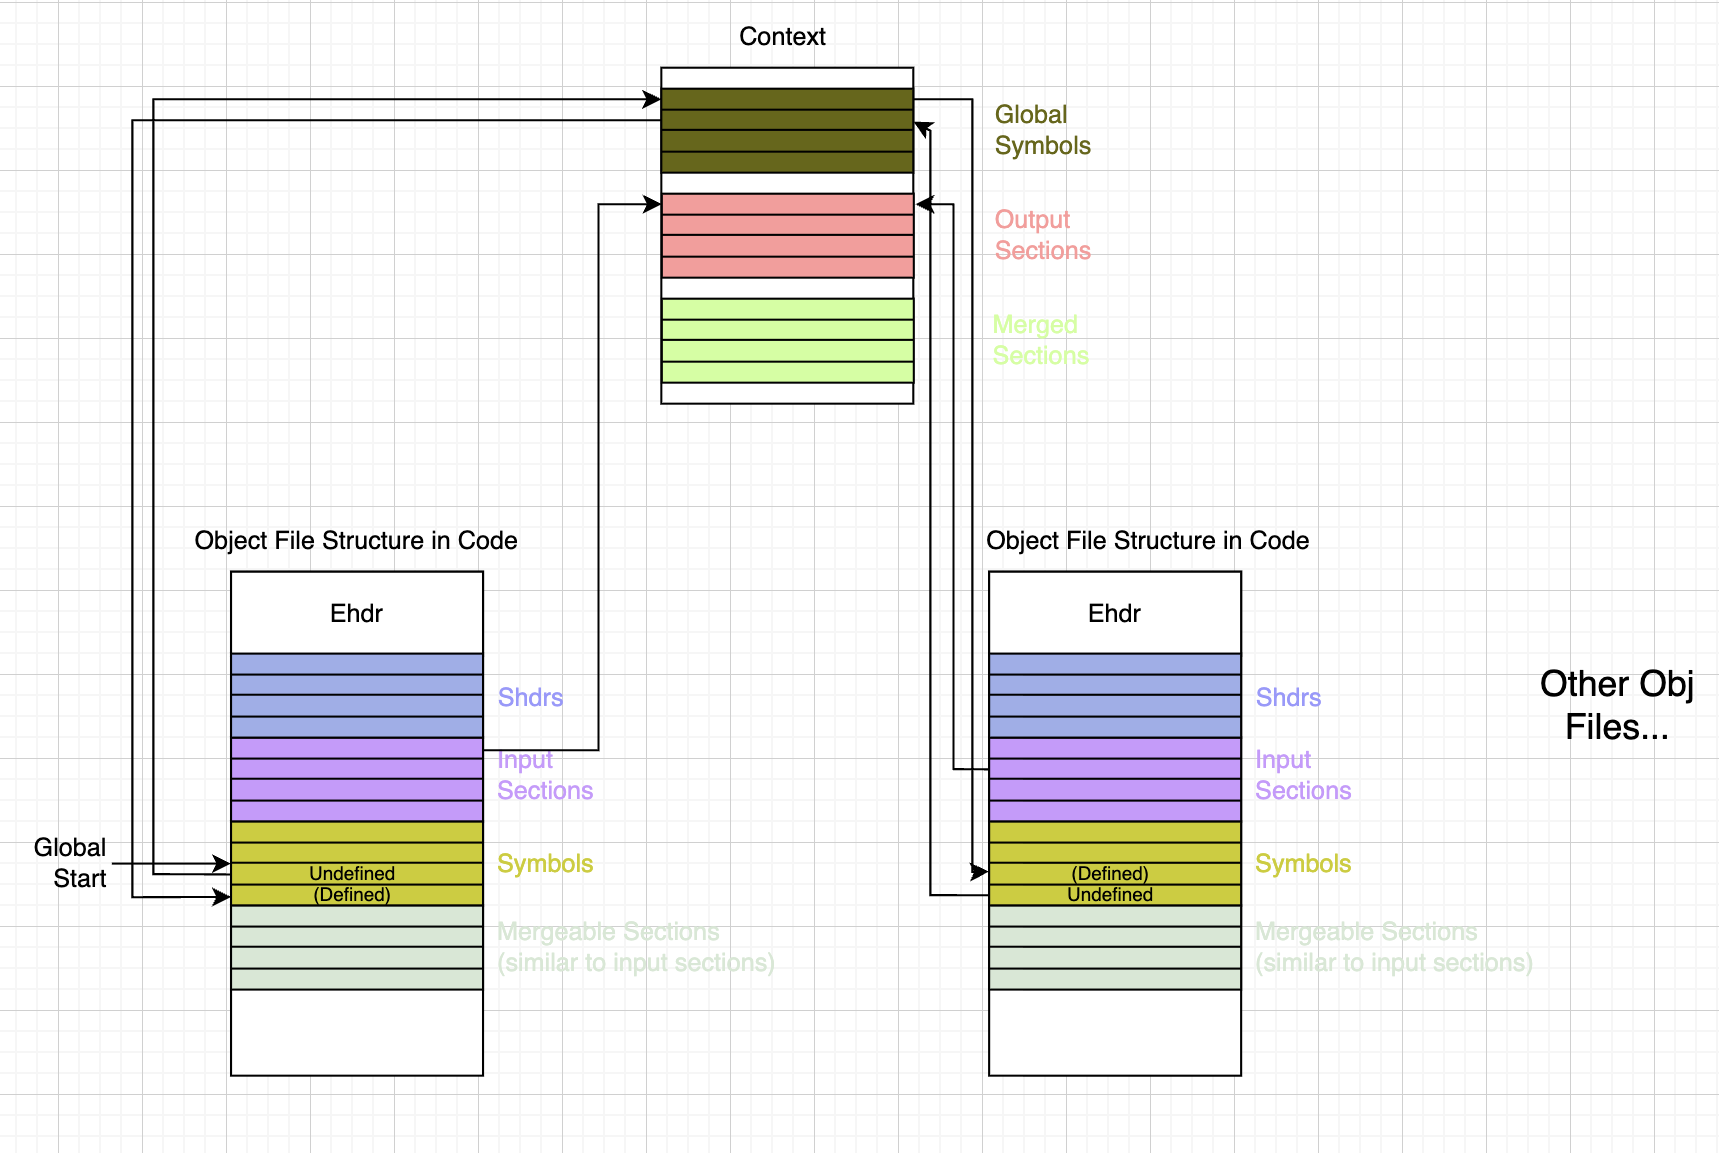 Context
Global
Symbols
Output
Sections
Merged
Sections
Object File Structure in Code
Ehdr
Shdrs
Input
Sections
Global
Start
Symbols
Undefined
(Defined)
Mergeable Sections
(similar to input sections)
Object File Structure in Code
Ehdr
Shdrs
Input
Sections
Symbols
(Defined)
Undefined
Mergeable Sections
(similar to input sections)
Other Obj
Files...